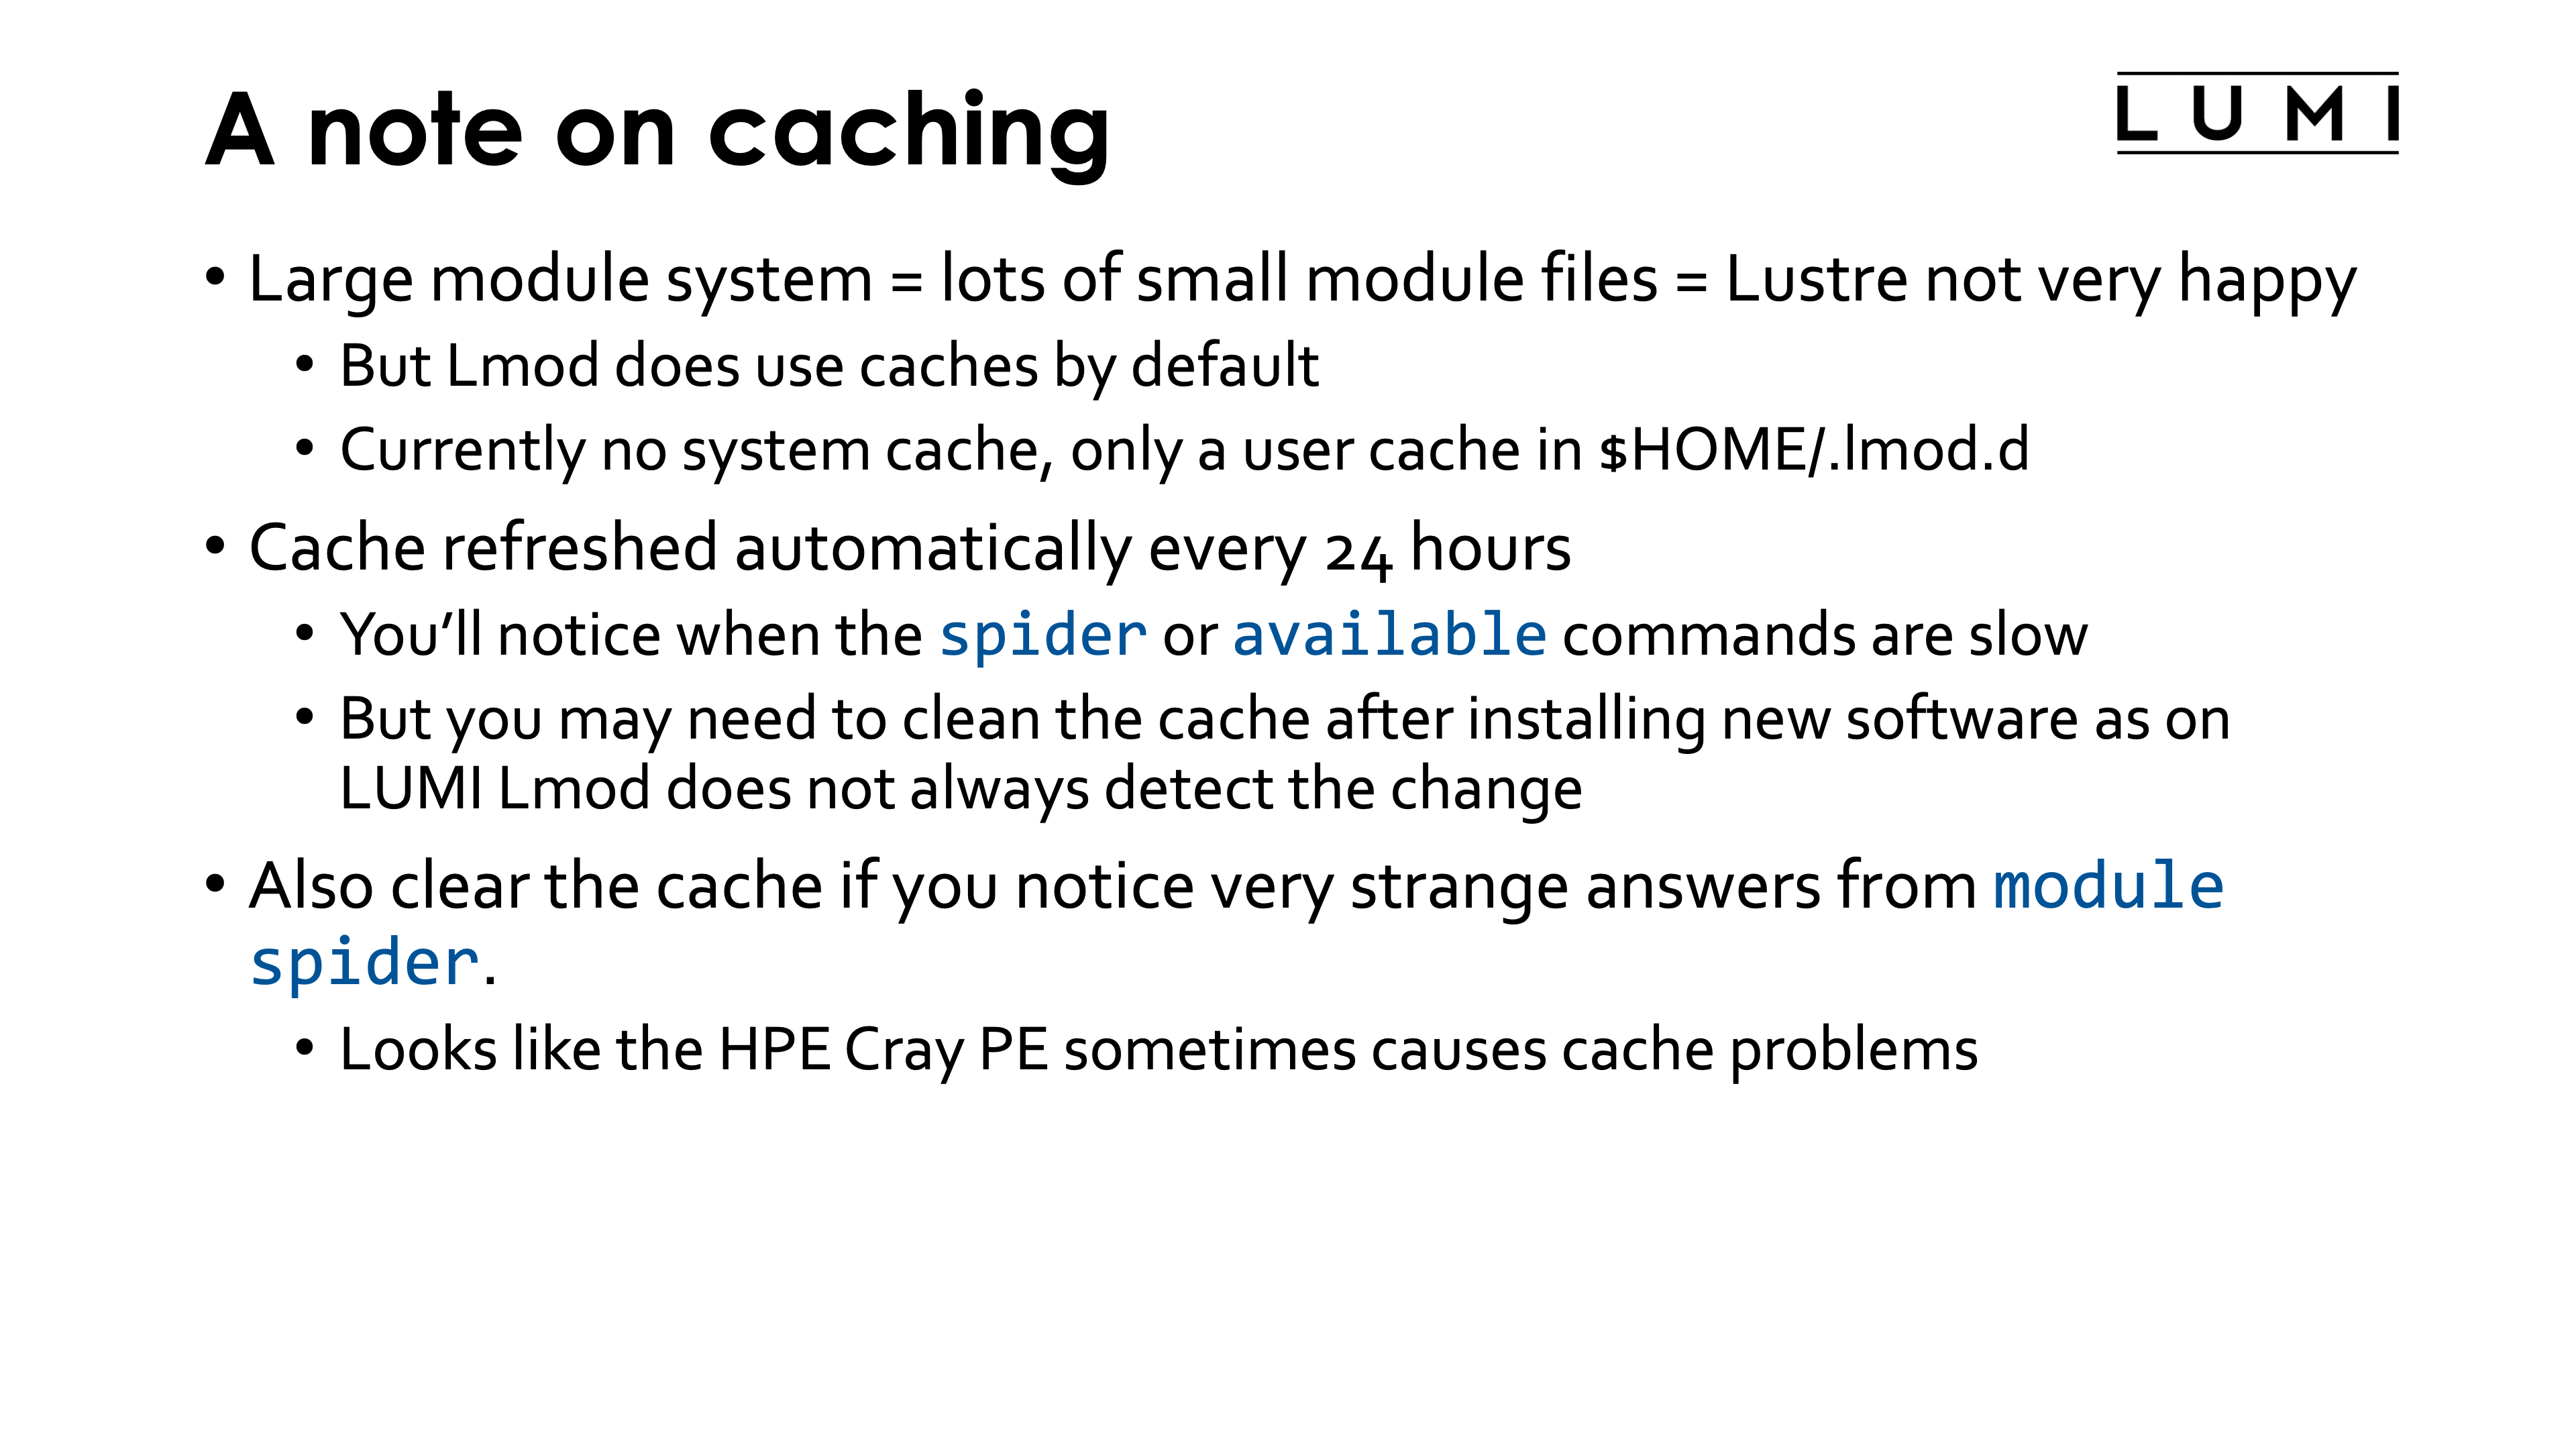 A note on caching
LUMI
• Large module system = lots of small module files = Lustre not very happy
• But Lmod does use caches by default
• Currently no system cache, only a user cache in $HOME/.lmod.d
• Cache refreshed automatically every 24 hours
• You’ll notice when the spider or available commands are slow
• But you may need to clean the cache after installing new software as on
LUMI Lmod does not always detect the change
• Also clear the cache if you notice very strange answers from module
spider.
• Looks like the HPE Cray PE sometimes causes cache problems